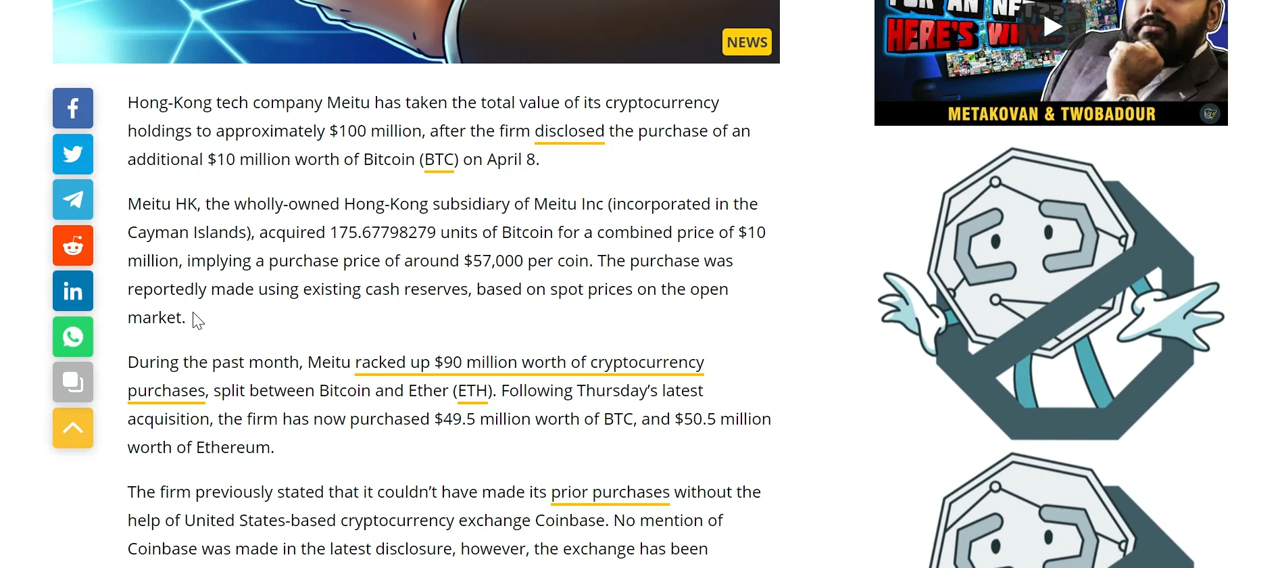 FOR AN NFT??
HERE'S WHY
METAKOVAN & TWOBADOUR
NEWS
Hong-Kong tech company Meitu has taken the total value of its cryptocurrency
holdings to approximately $100 million, after the firm disclosed the purchase of an
additional $10 million worth of Bitcoin (BTC) on April 8.
Meitu HK, the wholly-owned Hong-Kong subsidiary of Meitu Inc (incorporated in the
Cayman Islands), acquired 175.67798279 units of Bitcoin for a combined price of $10
million, implying a purchase price of around $57,000 per coin. The purchase was
reportedly made using existing cash reserves, based on spot prices on the open
market.
During the past month, Meitu racked up $90 million worth of cryptocurrency
purchases, split between Bitcoin and Ether (ETH). Following Thursday’s latest
acquisition, the firm has now purchased $49.5 million worth of BTC, and $50.5 million
worth of Ethereum.
The firm previously stated that it couldn’t have made its prior purchases without the
help of United States-based cryptocurrency exchange Coinbase. No mention of
Coinbase was made in the latest disclosure, however, the exchange has been